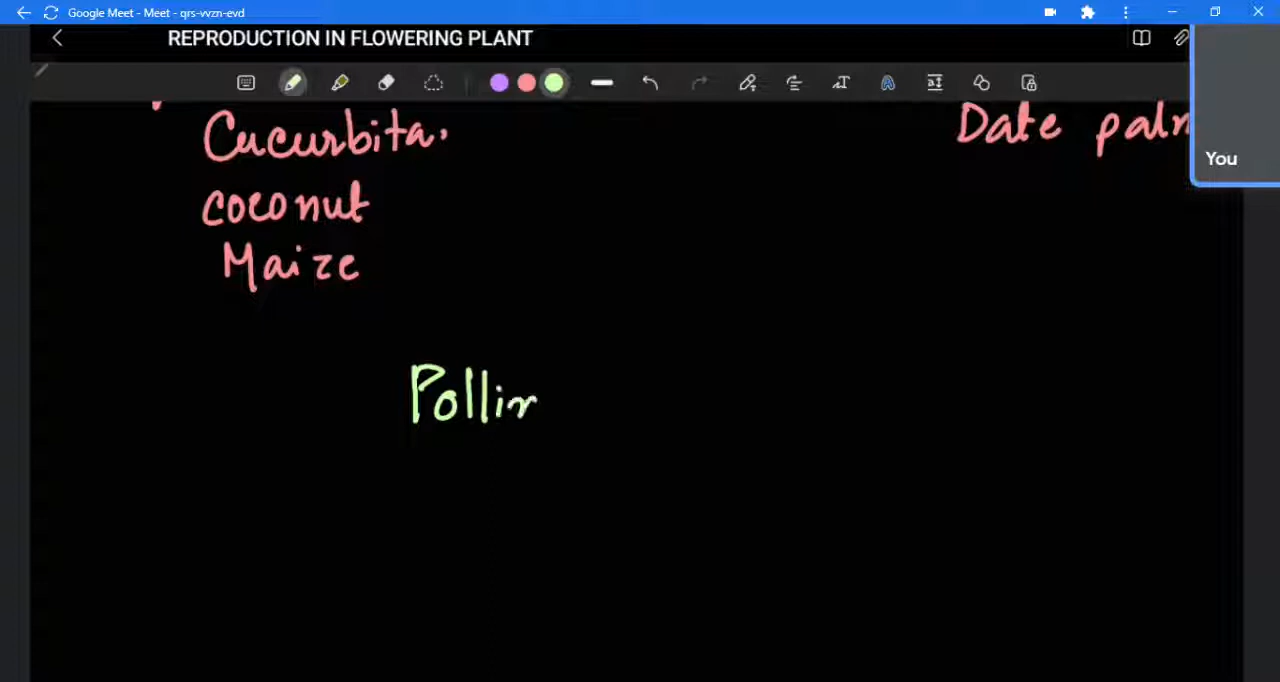 Google Meet - Meet - qrs-vvzn-evd
REPRODUCTION IN FLOWERING PLANT
Cucurbita.
Date paln
coconut
Maize
Pollin
You